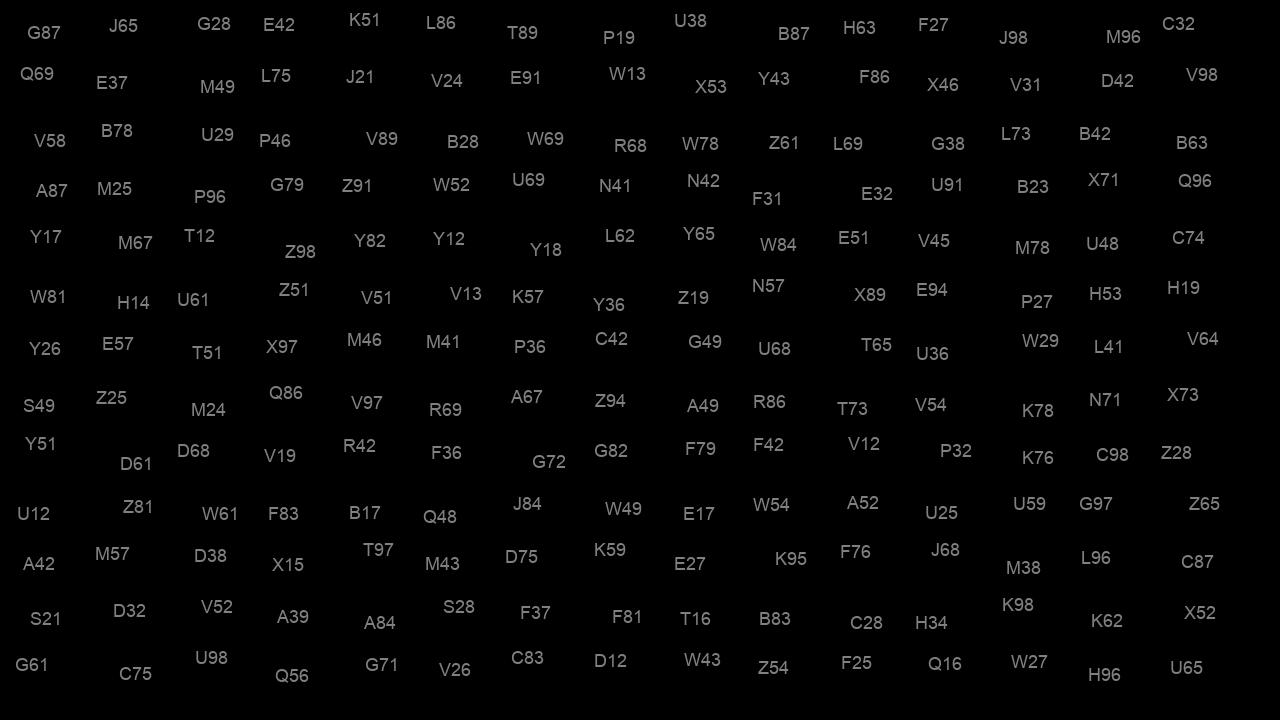 G87 J65 G28 E42 K51 L86 T89 P19 U38 B87 H63 F27 J98 M96 C32
Q69 E37 M49 L75 J21 V24 E91 W13 X53 Y43 F86 X46 V31 D42 V98
V58 B78 U29 P46 V89 B28 W69 R68 W78 Z61 L69 G38 L73 B42 B63
A87 M25 P96 G79 Z91 W52 U69 N41 N42 F31 E32 U91 B23 X71 Q96
Y17 M67 T12 Z98 Y82 Y12 Y18 L62 Y65 W84 E51 V45 M78 U48 C74
W81 H14 U61 Z51 V51 V13 K57 Y36 Z19 N57 X89 E94 P27 H53 H19
Y26 E57 T51 X97 M46 M41 P36 C42 G49 U68 T65 U36 W29 L41 V64
S49 Z25 M24 Q86 V97 R69 A67 Z94 A49 R86 T73 V54 K78 N71 X73
Y51 D61 D68 V19 R42 F36 G72 G82 F79 F42 V12 P32 K76 C98 Z28
U12 Z81 W61 F83 B17 Q48 J84 W49 E17 W54 A52 U25 U59 G97 Z65
A42 M57 D38 X15 T97 M43 D75 K59 E27 K95 F76 J68 M38 L96 C87
S21 D32 V52 A39 A84 S28 F37 F81 T16 B83 C28 H34 K98 K62 X52
G61 C75 U98 Q56 G71 V26 C83 D12 W43 Z54 F25 Q16 W27 H96 U65